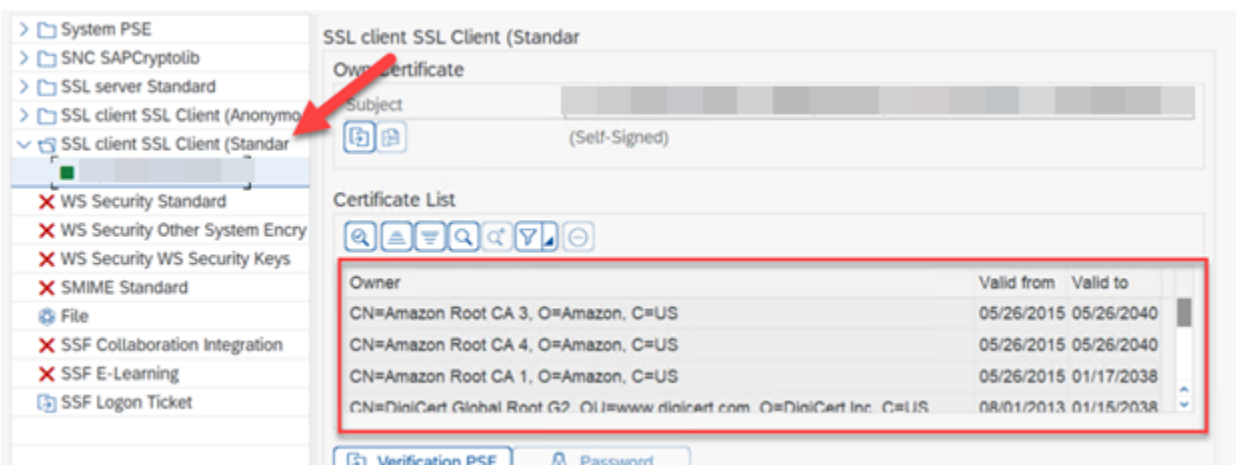 System PSE
SNC SAPCryptolib
SSL server Standard
SSL client SSL Client (Anonymo
SSL client SSL Client (Standar
WS Security Standard
WS Security Other System Encry
WS Security WS Security Keys
SMIME Standard
File
SSF Collaboration Integration
SSF E-Learning
SSF Logon Ticket
SSL client SSL Client (Standar
Own Certificate
Subject
(Self-Signed)
Certificate List
Owner Valid from Valid to
CN=Amazon Root CA 3, O=Amazon, C=US 05/26/2015 05/26/2040
CN=Amazon Root CA 4, O=Amazon, C=US 05/26/2015 05/26/2040
CN=Amazon Root CA 1, O=Amazon, C=US 05/26/2015 01/17/2038
CN=DigiCert Global Root G2, OU=www.digicert.com, O=DigiCert Inc, C=US 08/01/2013 01/15/2038
Verification PSE Password